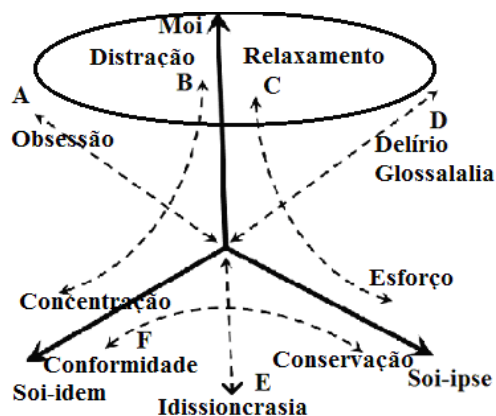 Moi
Distração Relaxamento
A B C D
Obsessão
Delírio
Glossalalia
Concentração
Esforço
F
Conformidade
Conservação
Soi-idem
E
Soi-ipse
Idissioncrasia